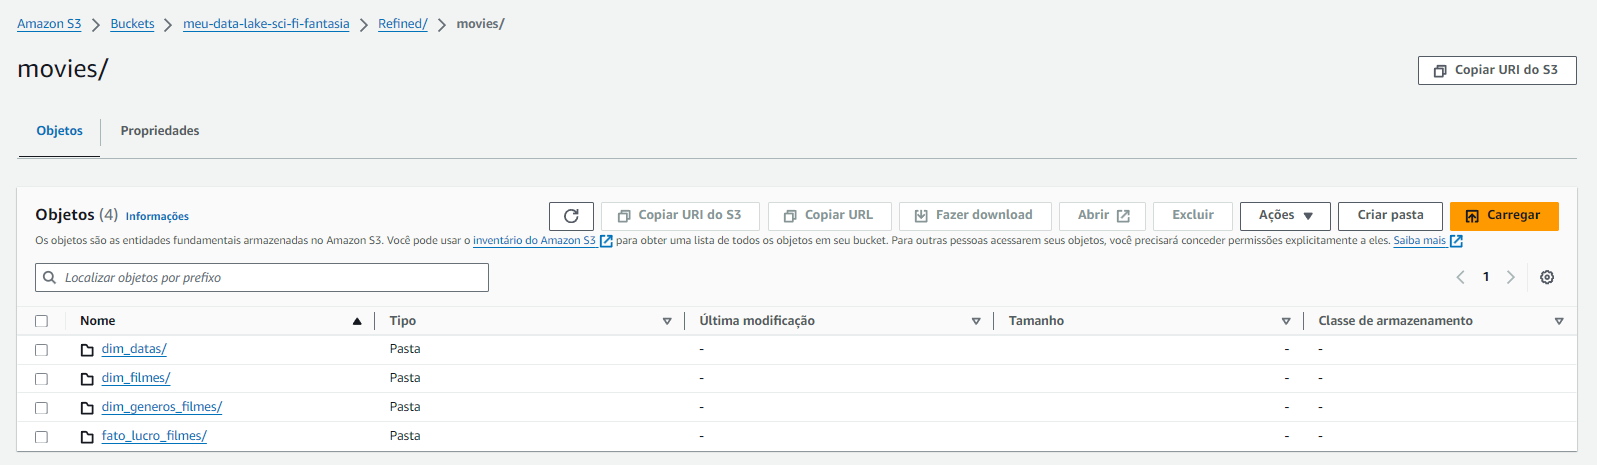 Amazon S3 > Buckets > meu-data-lake-sci-fi-fantasia > Refined/ > movies/
movies/
Copiar URI do S3
Objetos Propriedades
Objetos (4) Informações
Copiar URI do S3 Copiar URL Fazer download Abrir Excluir Ações Criar pasta Carregar
Os objetos são as entidades fundamentais armazenadas no Amazon S3. Você pode usar o inventário do Amazon S3 para obter uma lista de todos os objetos em seu bucket. Para outras pessoas acessarem seus objetos, você precisará conceder permissões explicitamente a eles. Saiba mais
Localizar objetos por prefixo
1
Nome Tipo Última modificação Tamanho Classe de armazenamento
dim_datas/ Pasta - - -
dim_filmes/ Pasta - - -
dim_generos_filmes/ Pasta - - -
fato_lucro_filmes/ Pasta - - -